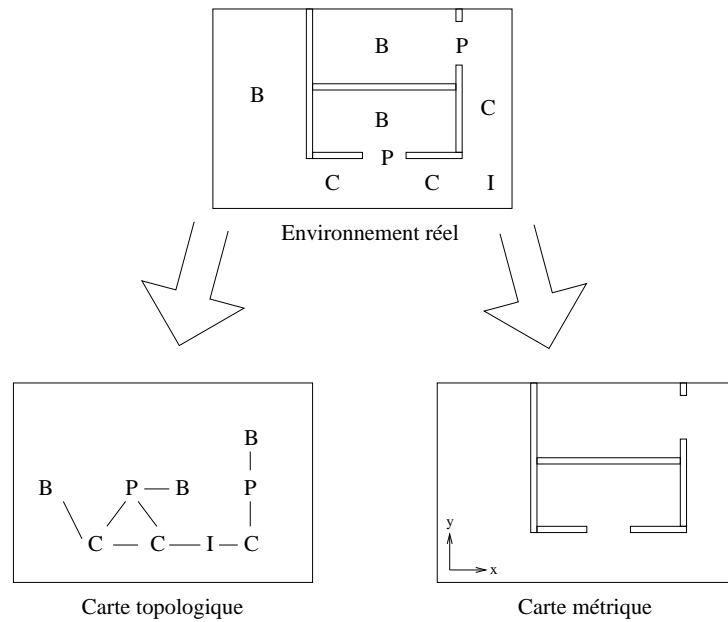 B P
B C
B
P
C C I
Environnement réel
B
B P B P
C C I C
Carte topologique
y
x
Carte métrique